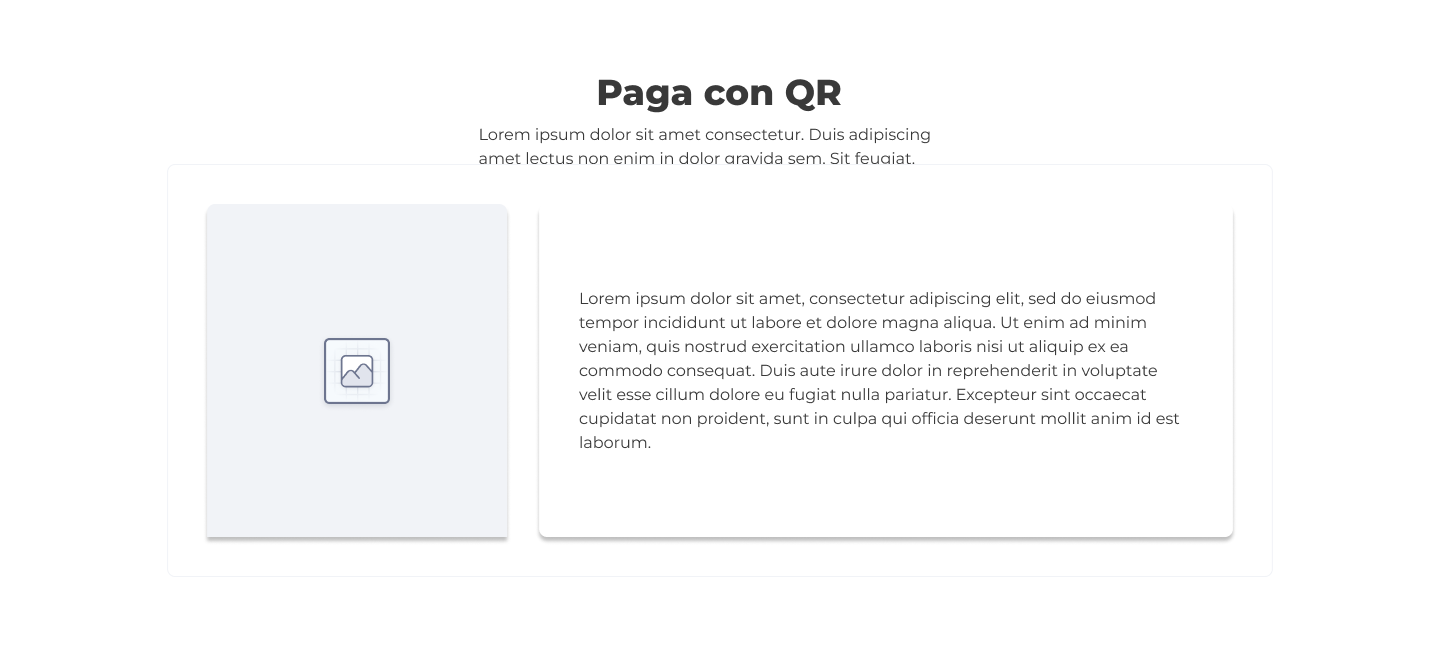 Paga con QR
Lorem ipsum dolor sit amet consectetur. Duis adipiscing
amet lectus non enim in dolor gravida sem. Sit feugiat.
Lorem ipsum dolor sit amet, consectetur adipiscing elit, sed do eiusmod
tempor incididunt ut labore et dolore magna aliqua. Ut enim ad minim
veniam, quis nostrud exercitation ullamco laboris nisi ut aliquip ex ea
commodo consequat. Duis aute irure dolor in reprehenderit in voluptate
velit esse cillum dolore eu fugiat nulla pariatur. Excepteur sint occaecat
cupidatat non proident, sunt in culpa qui officia deserunt mollit anim id est
laborum.